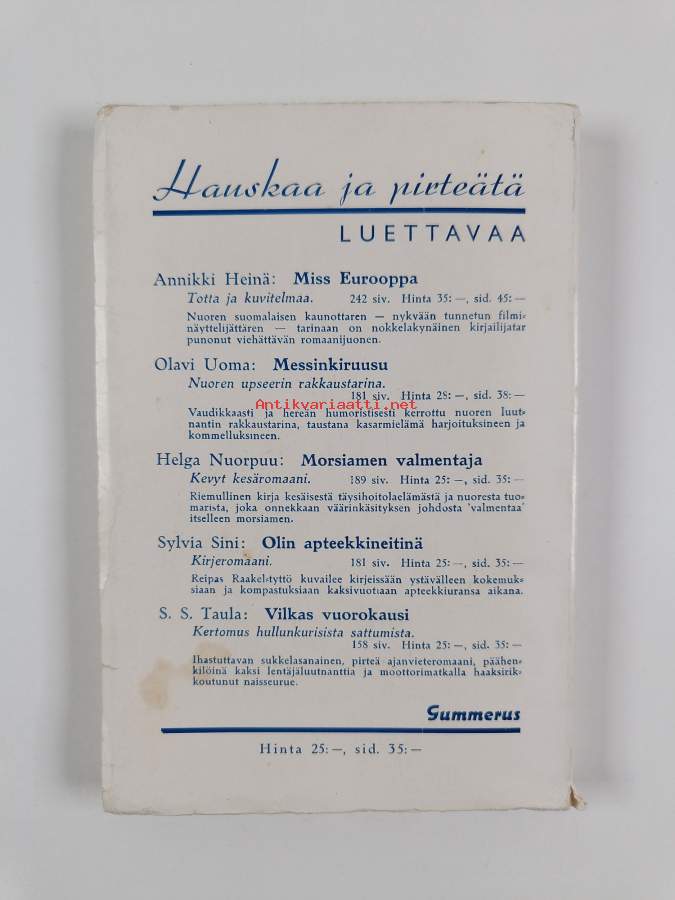 Hauskaa ja pirteätä
LUETTAVAA
Annikki Heinä: Miss Eurooppa
Totta ja kuvitelmaa. 242 siv. Hinta 35: —, sid. 45: —
Nuoren suomalaisen kaunottaren — nykyään tunnetun filmi-
näyttelijättären — tarinaan on nokkelakynäinen kirjailijatar
punonut viehättävän romaanijuonen.
Olavi Uoma: Messinkiruusu
Nuoren upseerin rakkaustarina.
181 siv. Hinta 28: —, sid. 38: —
Antikvariaatti.net
Vaudikkaasti ja hereän humoristisesti kerrottu nuoren luut-
nantin rakkaustarina, taustana kasarmielämä harjoituksineen ja
kommelluksineen.
Helga Nuorpuu: Morsiamen valmentaja
Kevyt kesäromaani. 189 siv. Hinta 25: —, sid. 35: —
Riemullinen kirja kesäisestä täysihoitolaelämästä ja nuoresta tuo-
marista, joka onnekkaan väärinkäsityksen johdosta 'valmentaa'
itselleen morsiamen.
Sylvia Sini: Olin apteekkineitinä
Kirjeromaani. 181 siv. Hinta 25: —, sid. 35: —
Reipas Raakel-tyttö kuvailee kirjeissään ystävälleen kokemuk-
siaan ja kompastuksiaan kaksivuotiaan apteekkiuransa aikana.
S. S. Taula: Vilkas vuorokausi
Kertomus hullunkurisista sattumista.
158 siv. Hinta 25: —, sid. 35: —
Ihastuttavan sukkelasanainen, pirteä ajanvieteromaani, päähen-
kilöinä kaksi lentäjäluutnanttia ja moottorimatkalla haaksirik-
koutunut naisseurue.
Gummerus
Hinta 25: —, sid. 35: —